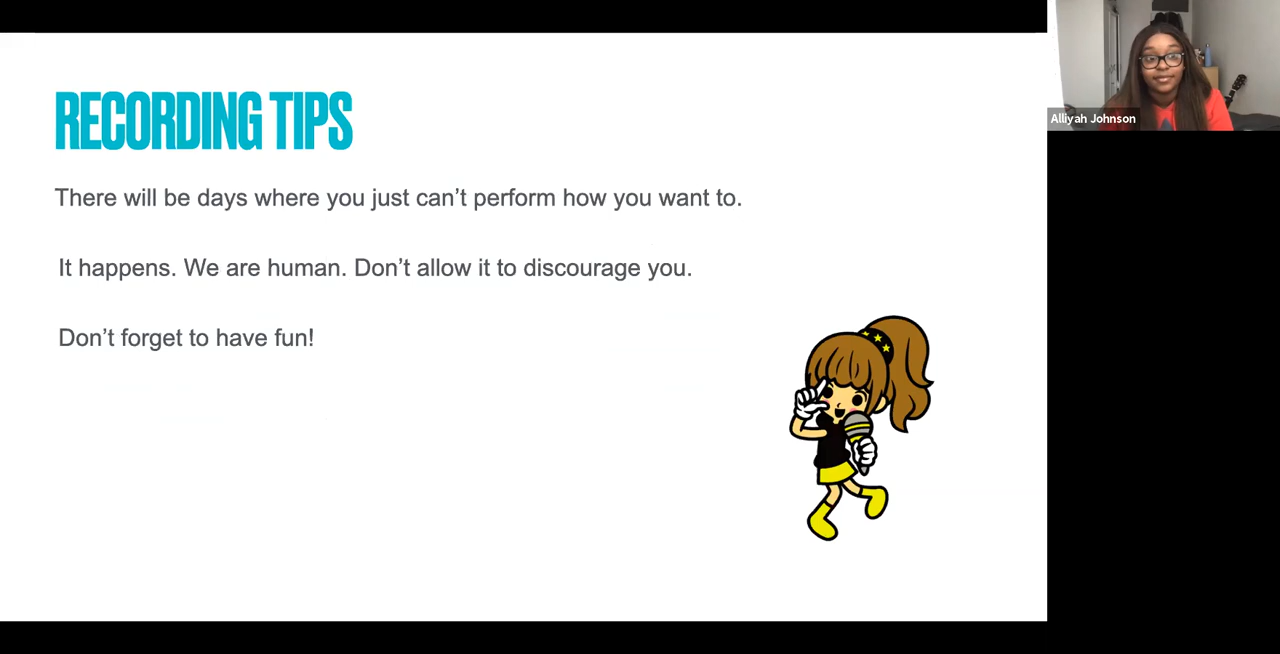 RECORDING TIPS
There will be days where you just can’t perform how you want to.
It happens. We are human. Don’t allow it to discourage you.
Don’t forget to have fun!
Alliyah Johnson